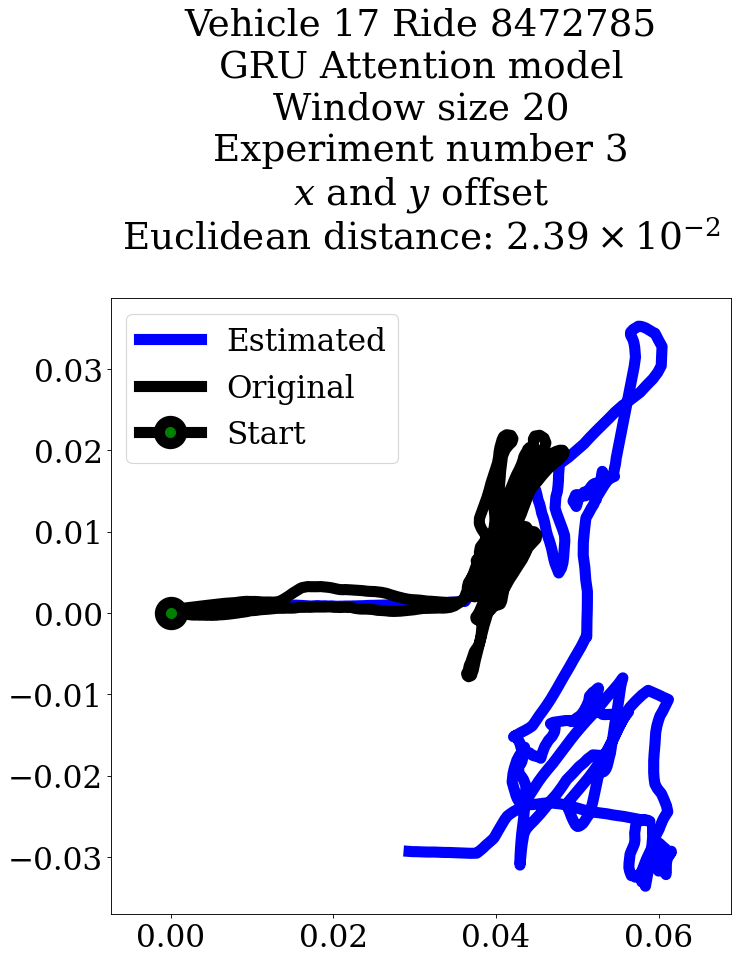 Vehicle 17 Ride 8472785
GRU Attention model
Window size 20
Experiment number 3
x and y offset
Euclidean distance: 2.39 × 10⁻²
Estimated
Original
Start
0.03
0.02
0.01
0.00
−0.01
−0.02
−0.03
0.00 0.02 0.04 0.06